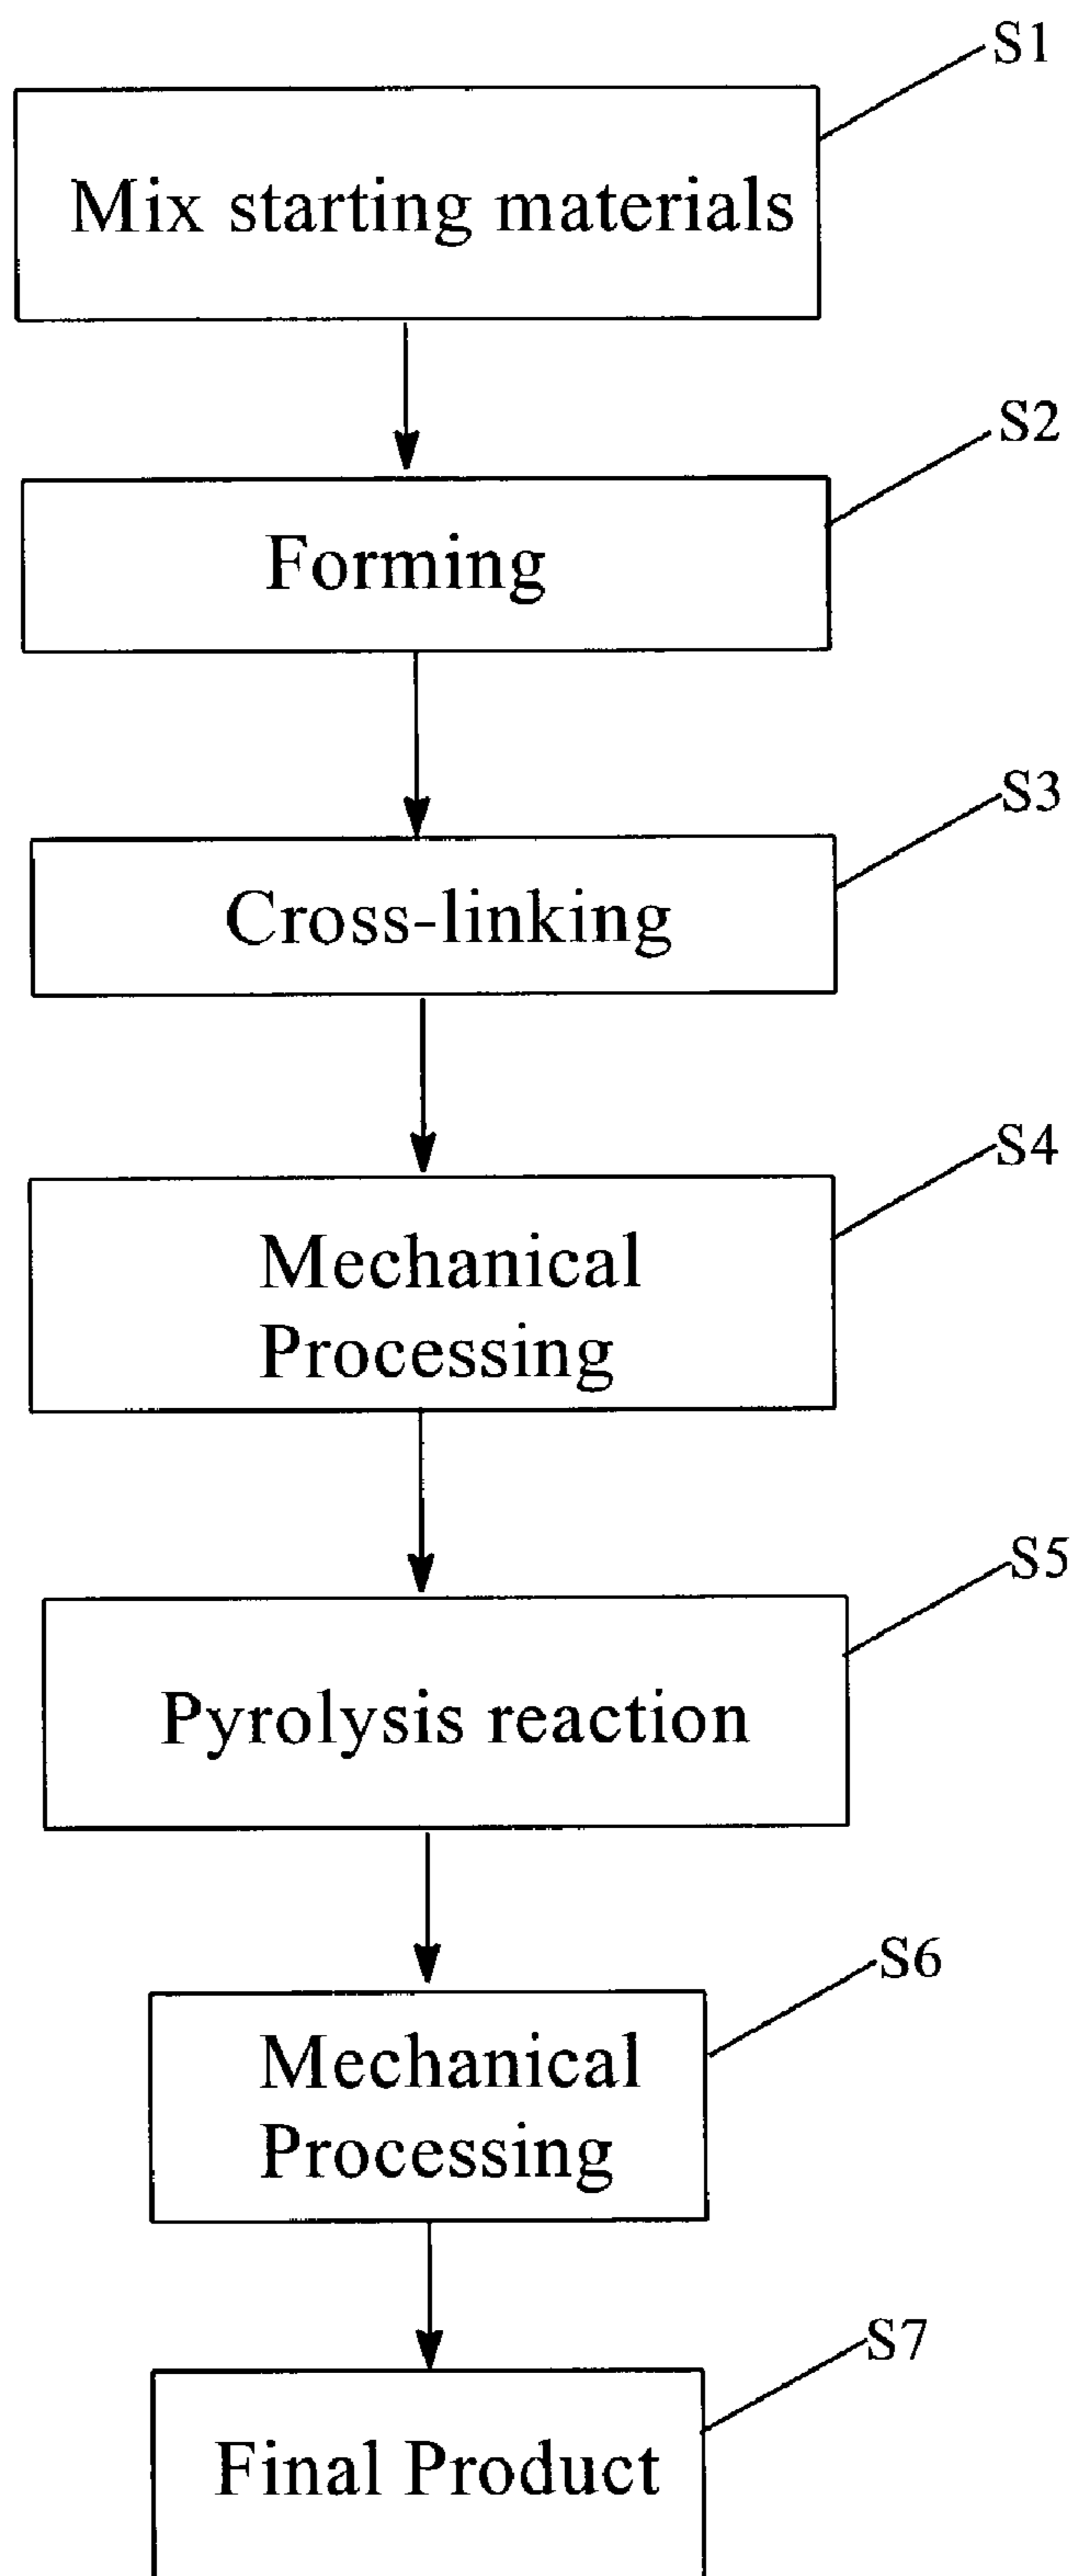 S1
Mix starting materials
S2
Forming
S3
Cross-linking
S4
Mechanical
Processing
S5
Pyrolysis reaction
S6
Mechanical
Processing
S7
Final Product